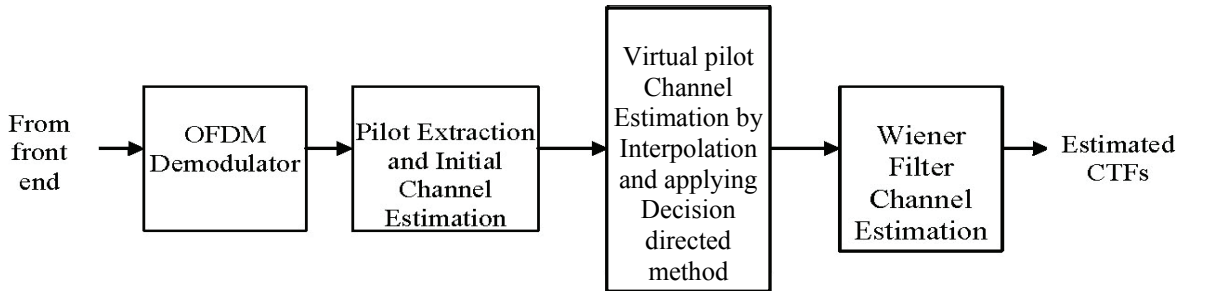 From
front
end
OFDM
Demodulator
Pilot Extraction
and Initial
Channel
Estimation
Virtual pilot
Channel
Estimation by
Interpolation
and applying
Decision
directed
method
Wiener
Filter
Channel
Estimation
Estimated
CTFs